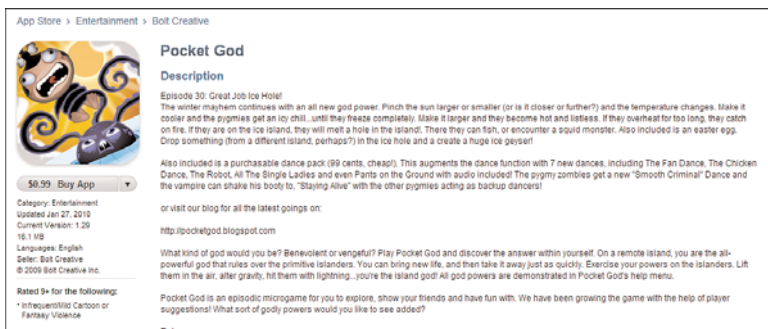 App Store > Entertainment > Bolt Creative
Pocket God
Description
Episode 30: Great Job Ice Hole!
The winter mayhem continues with an all new god power. Pinch the sun larger or smaller (or is it closer or further?) and the temperature changes. Make it
cooler and the pygmies get an icy chill...until they freeze completely. Make it larger and they become hot and listless. If they overheat for too long, they catch
on fire. If they are on the ice island, they will melt a hole in the island!. There they can fish, or encounter a squid monster. Also included is an easter egg.
Drop something (from a different island, perhaps?) in the ice hole and a create a huge ice geyser!
Also included is a purchasable dance pack (99 cents, cheap!). This augments the dance function with 7 new dances, including The Fan Dance, The Chicken
Dance, The Robot, All The Single Ladies and even Pants on the Ground with audio included! The pygmy zombies get a new "Smooth Criminal" Dance and
the vampire can shake his booty to, "Staying Alive" with the other pygmies acting as backup dancers!
or visit our blog for all the latest goings on:
http://pocketgod.blogspot.com
What kind of god would you be? Benevolent or vengeful? Play Pocket God and discover the answer within yourself. On a remote island, you are the all-
powerful god that rules over the primitive islanders. You can bring new life, and then take it away just as quickly. Exercise your powers on the islanders. Lift
them in the air, alter gravity, hit them with lightning...you're the island god! All god powers are demonstrated in Pocket God's help menu.
Pocket God is an episodic microgame for you to explore, show your friends and have fun with. We have been growing the game with the help of player
suggestions! What sort of godly powers would you like to see added?
$0.99 Buy App
Category: Entertainment
Updated Jan 27, 2010
Current Version: 1.29
16.1 MB
Languages: English
Seller: Bolt Creative
© 2009 Bolt Creative Inc.
Rated 9+ for the following:
• Infrequent/Mild Cartoon or
Fantasy Violence